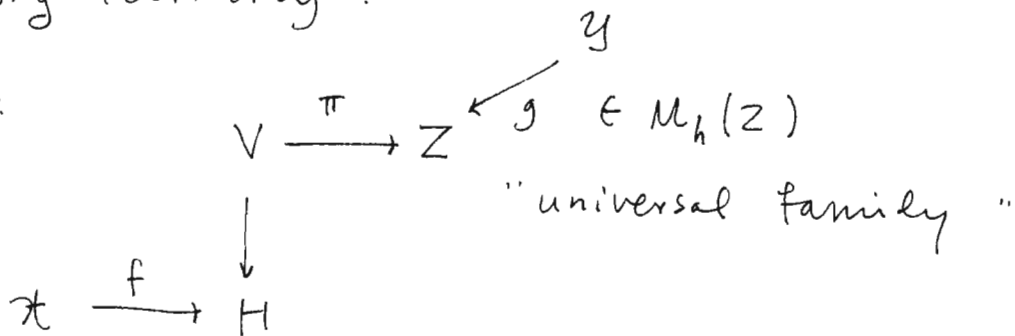 𝒴
π
V ⟶ Z ↙ g ∈ M_h(Z)
"universal family"
↓
𝒳 ⟶ f H